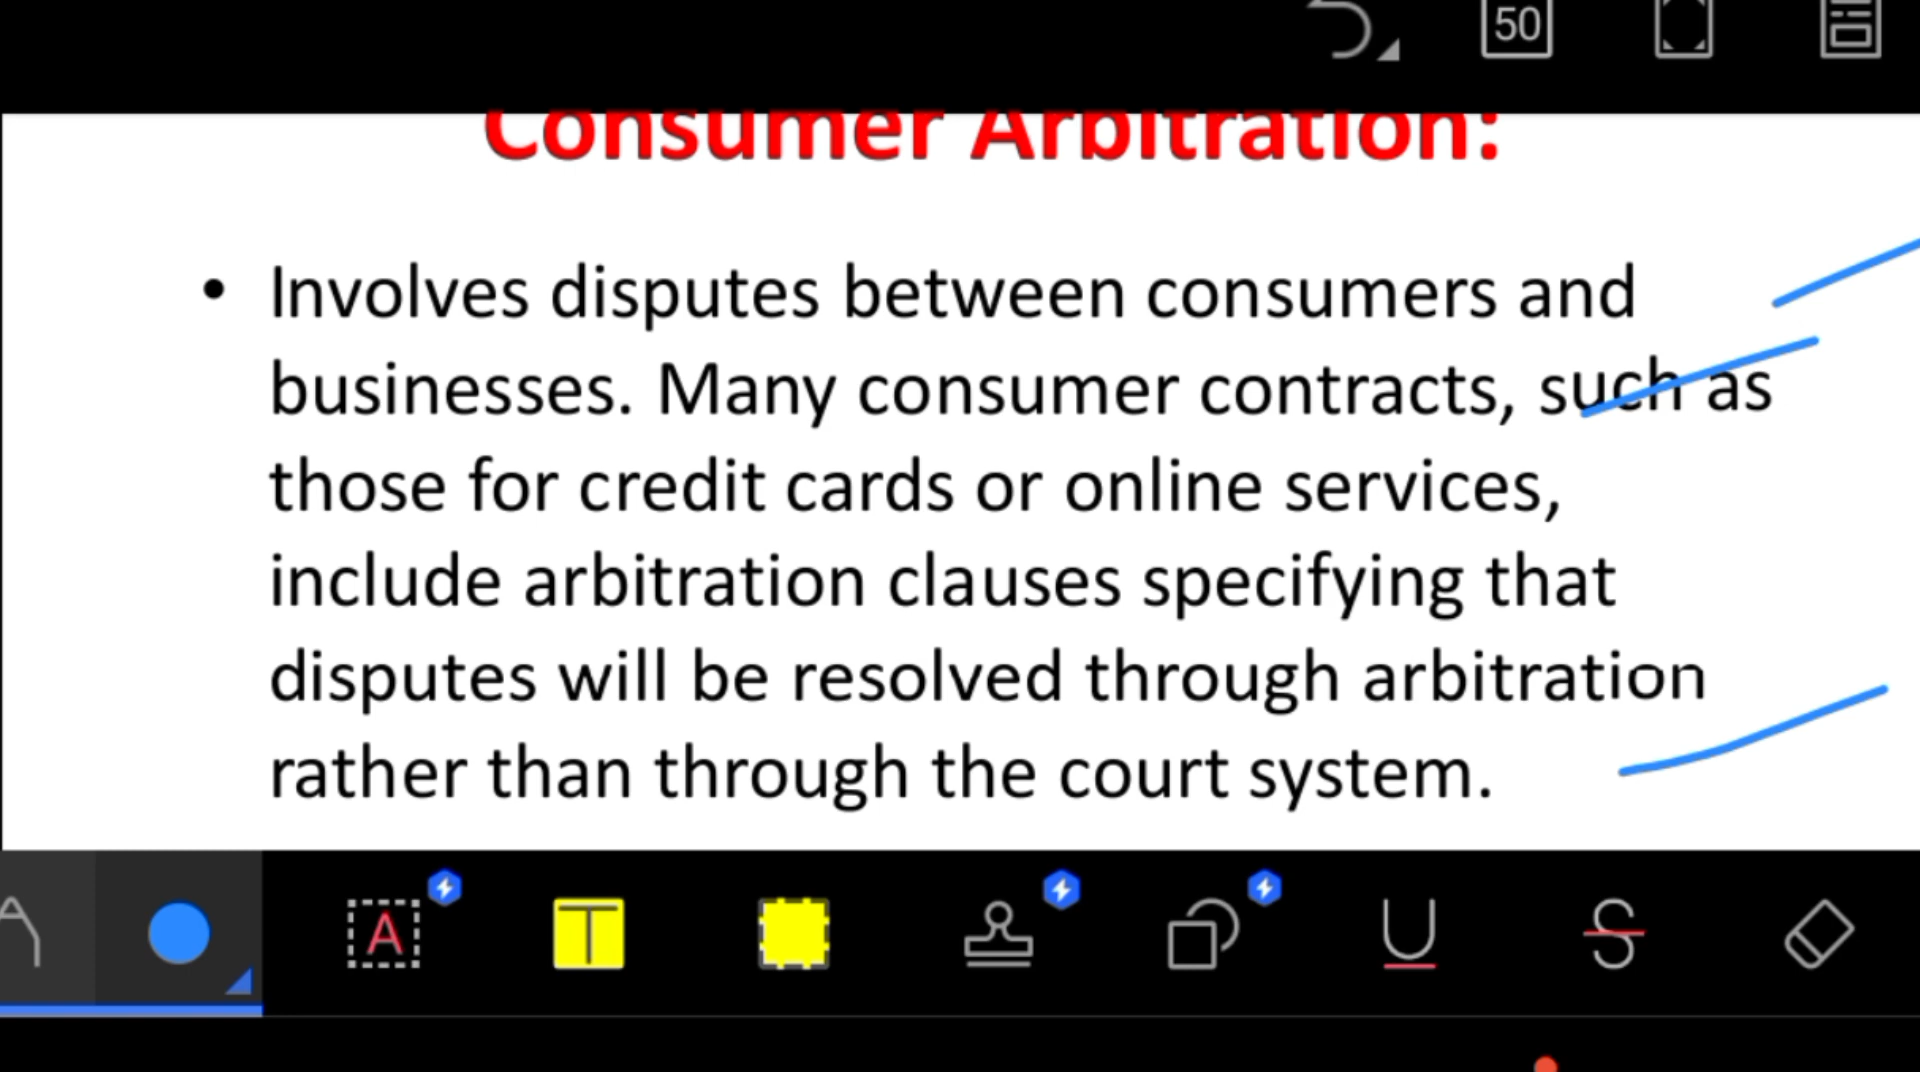 50
Consumer Arbitration:
• Involves disputes between consumers and
businesses. Many consumer contracts, such as
those for credit cards or online services,
include arbitration clauses specifying that
disputes will be resolved through arbitration
rather than through the court system.
A T U S